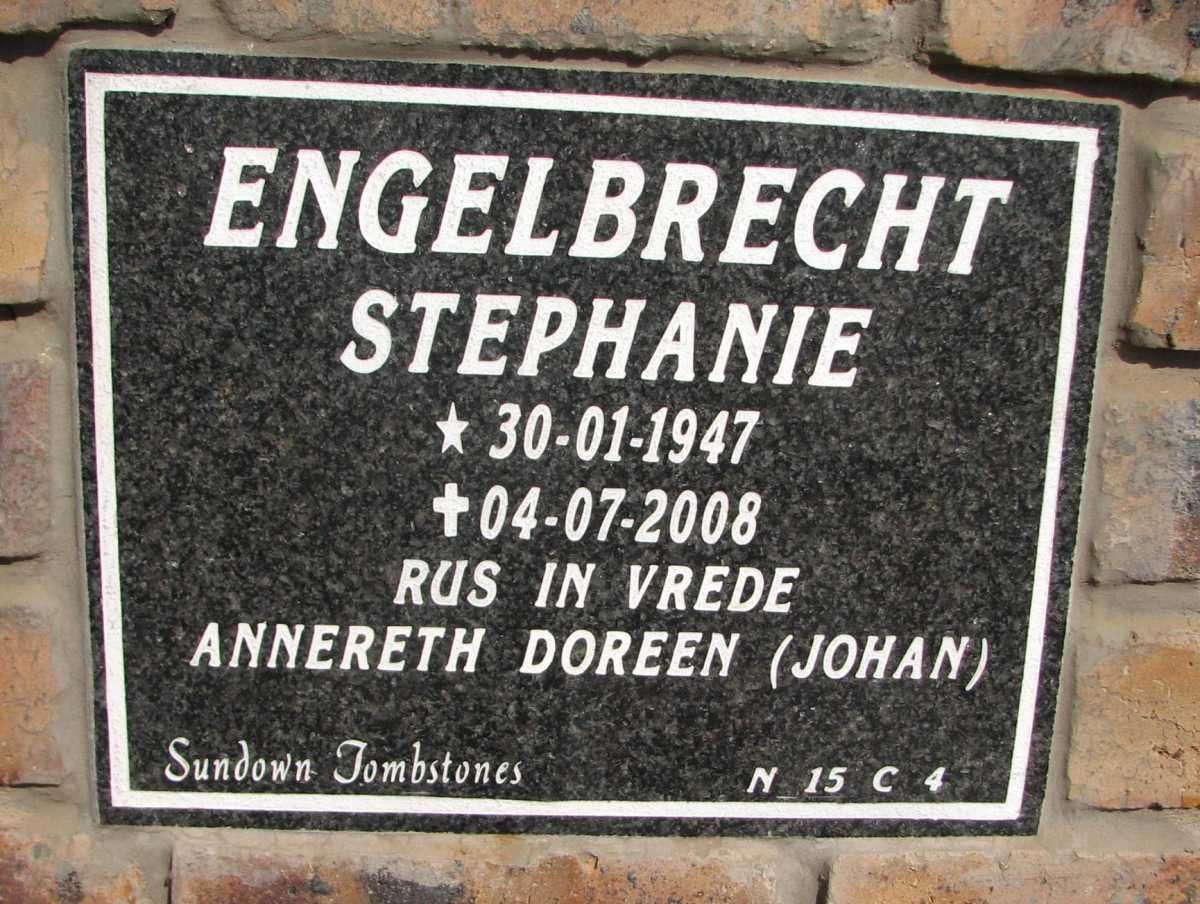 ENGELBRECHT
STEPHANIE
★ 30-01-1947
✝ 04-07-2008
RUS IN VREDE
ANNERETH DOREEN (JOHAN)
Sundown Tombstones
N 15 C 4